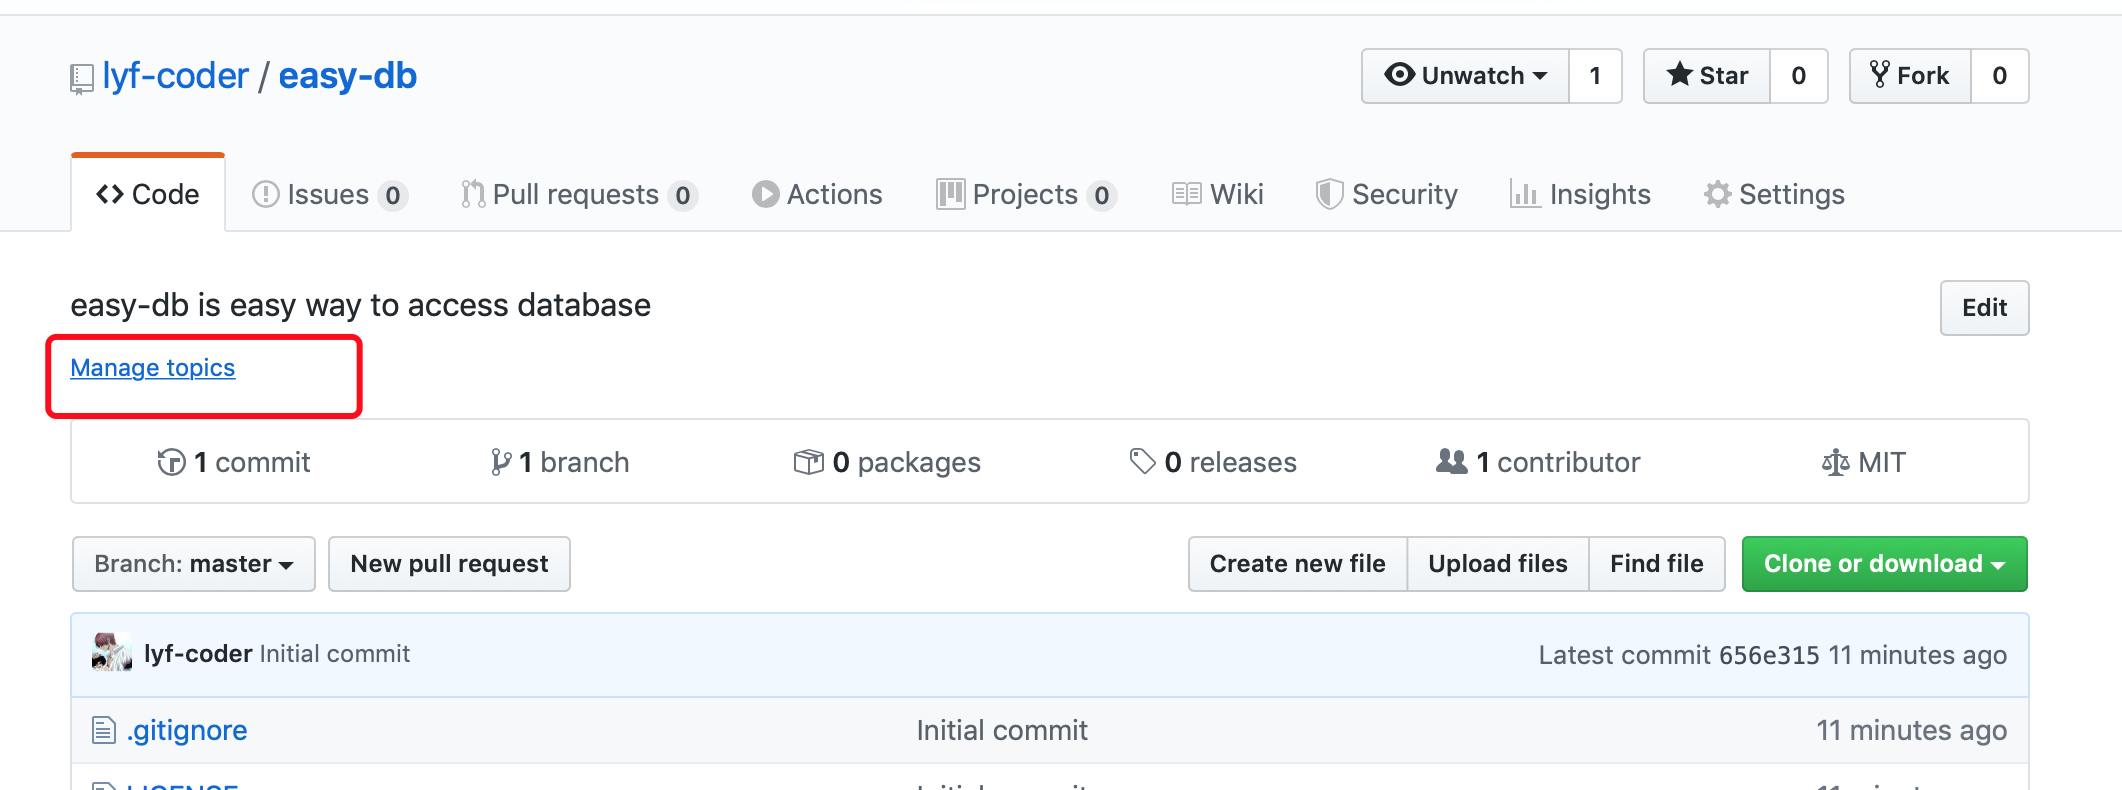 lyf-coder / easy-db
Unwatch 1 Star 0 Fork 0
Code Issues 0 Pull requests 0 Actions Projects 0 Wiki Security Insights Settings
easy-db is easy way to access database
Edit
Manage topics
1 commit 1 branch 0 packages 0 releases 1 contributor MIT
Branch: master New pull request Create new file Upload files Find file Clone or download
lyf-coder Initial commit Latest commit 656e315 11 minutes ago
.gitignore Initial commit 11 minutes ago
LICENSE